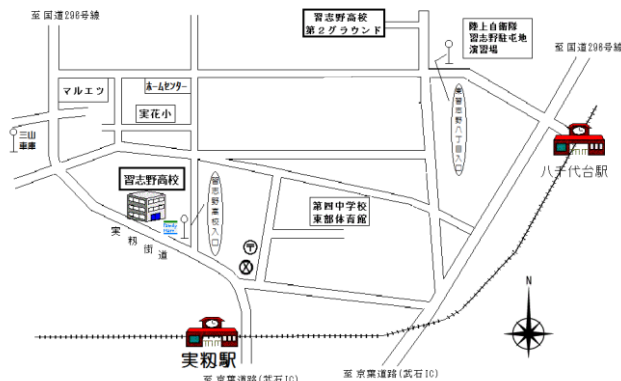 至 国道296号線
習志野高校
第2グラウンド
陸上自衛隊
習志野駐屯地
演習場
至 国道296号線
マルエツ
ホームセンター
実花小
三山
車庫
東習志野八丁目入口
八千代台駅
習志野高校
習志野高校入口
第四中学校
東部体育館
実籾街道
N
実籾駅
至 京葉道路(武石IC)
至 京葉道路(武石IC)